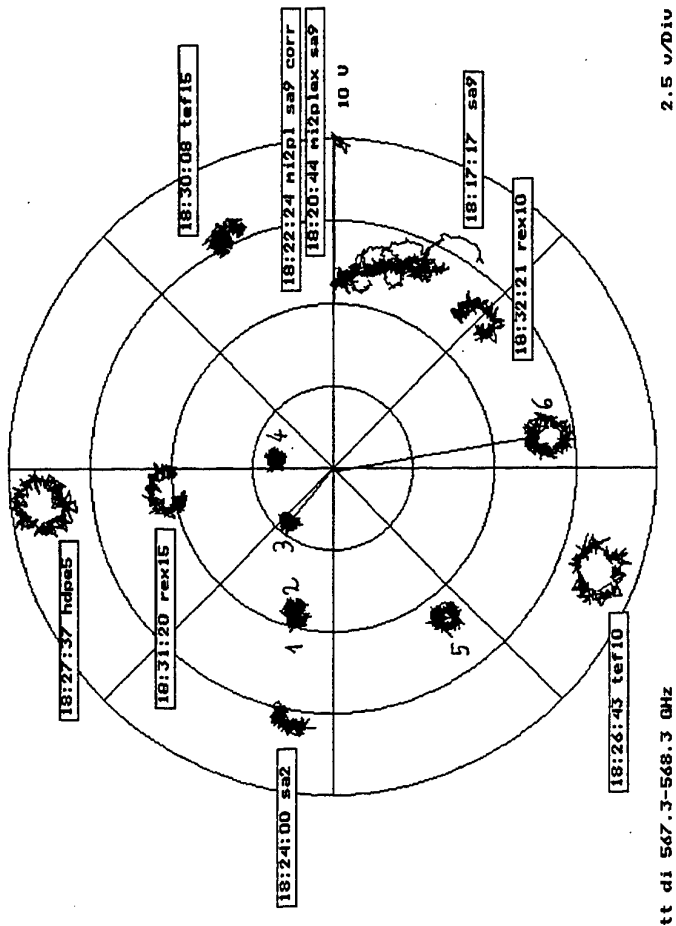 18:30:08 tef15
18:22:24 mi2pl sa9 corr
18:20:44 mi2plax sa9
10 V
18:17:17 sa9
2.5 v/Div
18:32:21 rex10
4
6
3
2
1
5
18:27:37 hdpe5
18:31:20 rex15
18:24:00 sa2
18:26:43 tef10
tt di 567.3-568.3 GHz